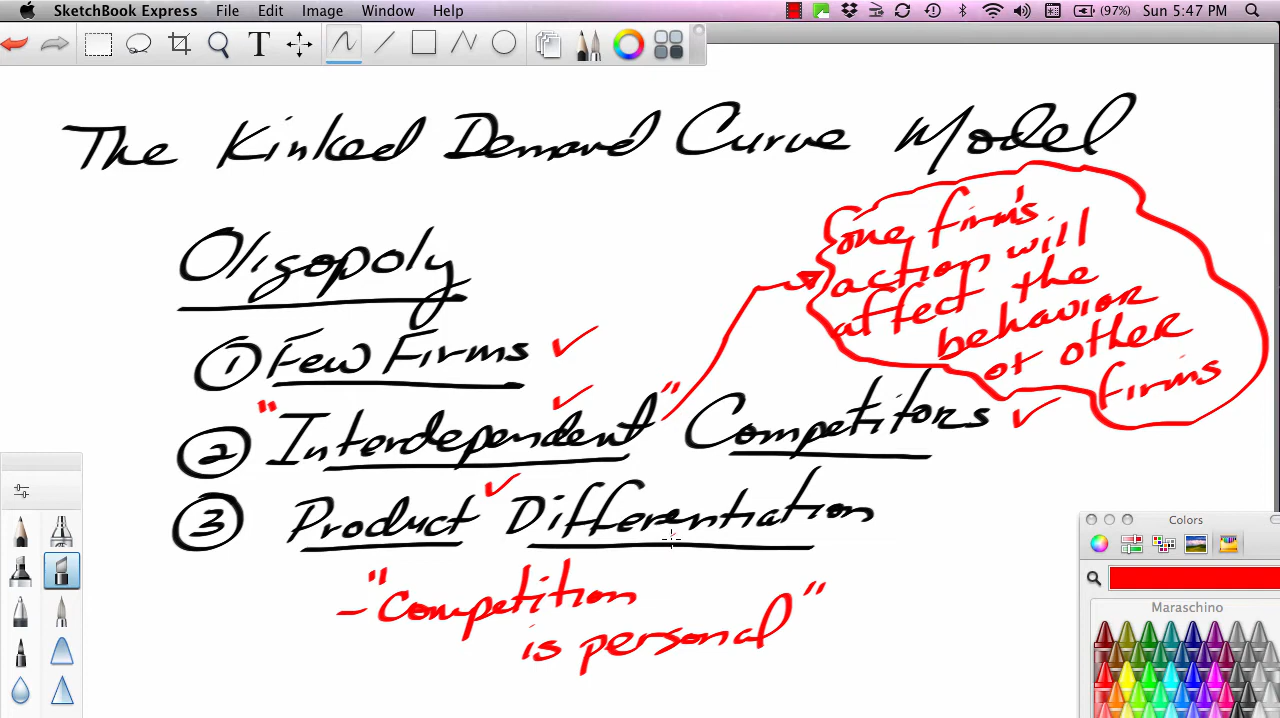 SketchBook Express File Edit Image Window Help (97%) Sun 5:47 PM
T
The Kinked Demand Curve Model
Oligopoly
① Few Firms ✓
② "Interdependent" Competitors ✓
③ Product Differentiation
- "Competition
is personal"
one firm's
action will
affect the
behavior
of other
firms
Colors
Maraschino